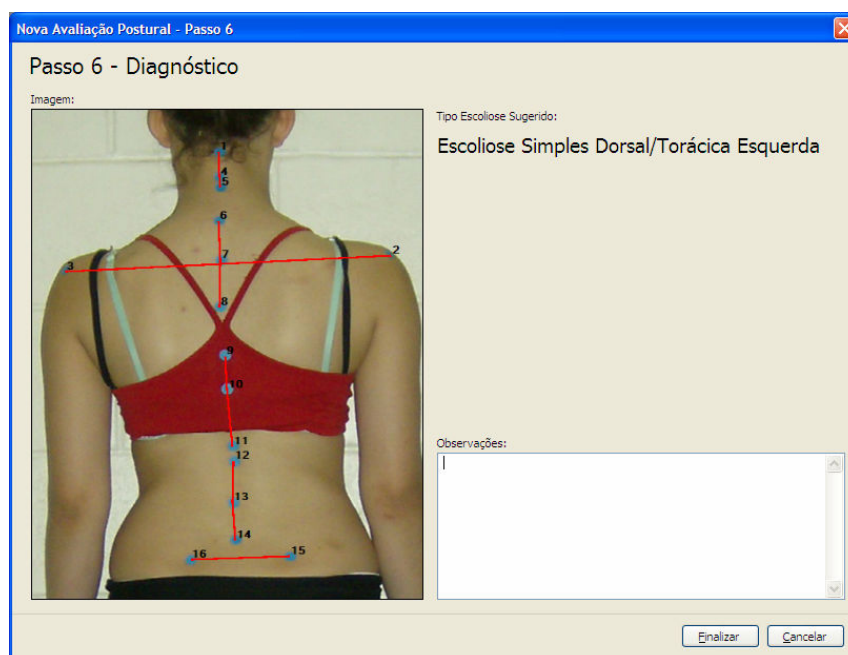 Nova Avaliação Postural - Passo 6
Passo 6 - Diagnóstico
Imagem:
Tipo Escoliose Sugerido:
Escoliose Simples Dorsal/Torácica Esquerda
1
4
5
6
7
2
3
8
9
10
11
12
13
14
16
15
Observações:
Finalizar
Cancelar